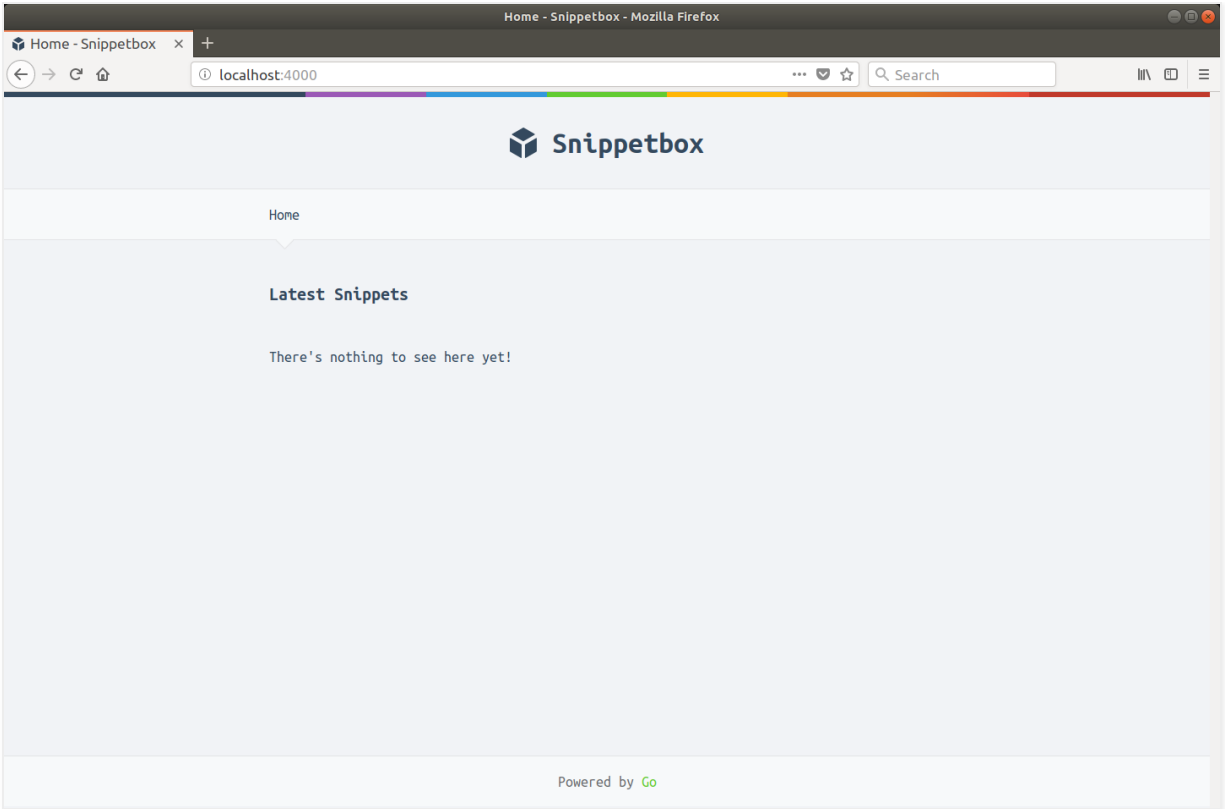 Home - Snippetbox - Mozilla Firefox
Home - Snippetbox
localhost:4000
Search
Snippetbox
Home
Latest Snippets
There's nothing to see here yet!
Powered by Go